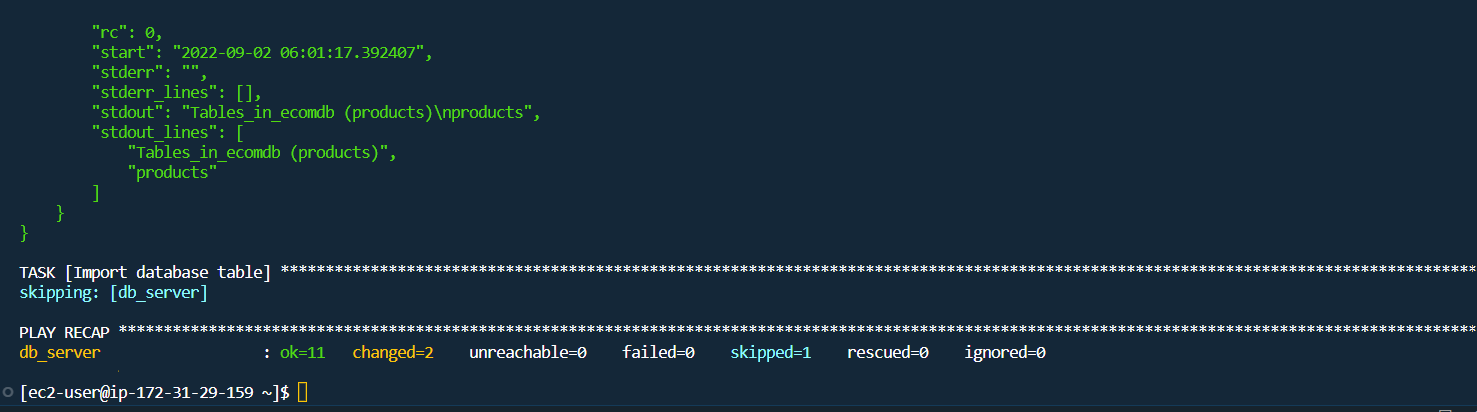 "rc": 0,
"start": "2022-09-02 06:01:17.392407",
"stderr": "",
"stderr_lines": [],
"stdout": "Tables_in_ecomdb (products)\nproducts",
"stdout_lines": [
"Tables_in_ecomdb (products)",
"products"
]
}
}
TASK [Import database table] ************************************************************************************************************************************
skipping: [db_server]
PLAY RECAP ******************************************************************************************************************************************************
db_server : ok=11 changed=2 unreachable=0 failed=0 skipped=1 rescued=0 ignored=0
[ec2-user@ip-172-31-29-159 ~]$